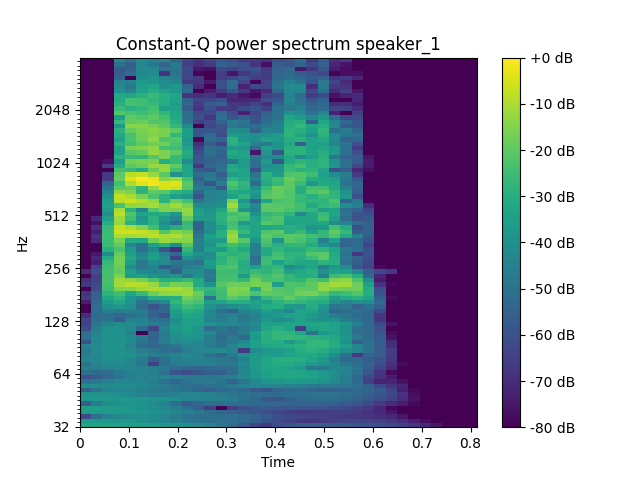 Constant-Q power spectrum speaker_1
+0 dB
2048
-10 dB
1024
-20 dB
512
-30 dB
Hz
-40 dB
256
-50 dB
128
-60 dB
64
-70 dB
32
-80 dB
0 0.1 0.2 0.3 0.4 0.5 0.6 0.7 0.8
Time